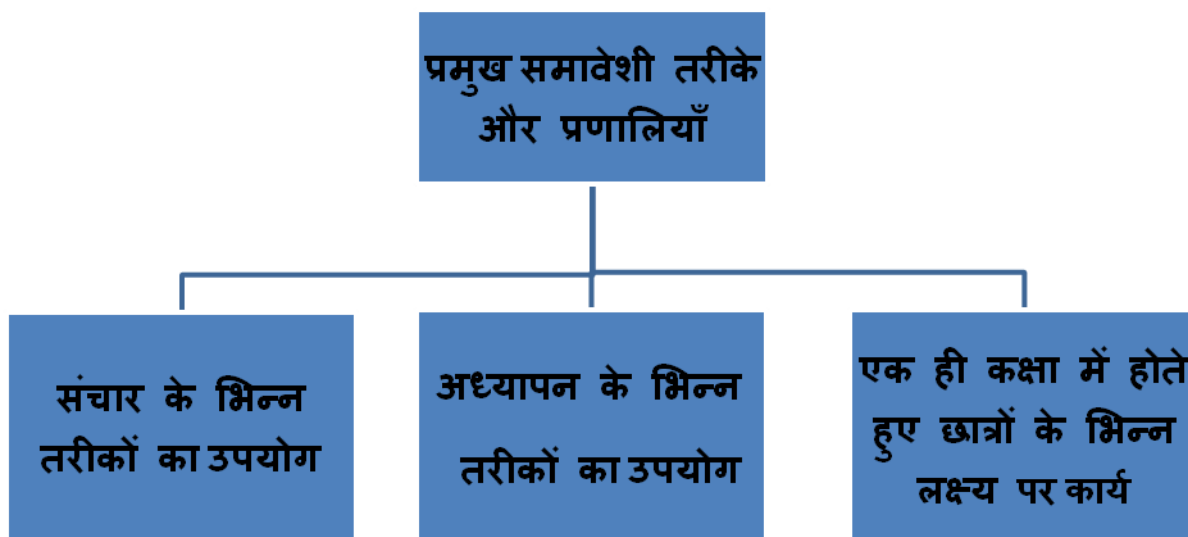 प्रमुख समावेशी तरीके
और प्रणालियाँ
संचार के भिन्न
तरीकों का उपयोग
अध्यापन के भिन्न
तरीकों का उपयोग
एक ही कक्षा में होते
हुए छात्रों के भिन्न
लक्ष्य पर कार्य